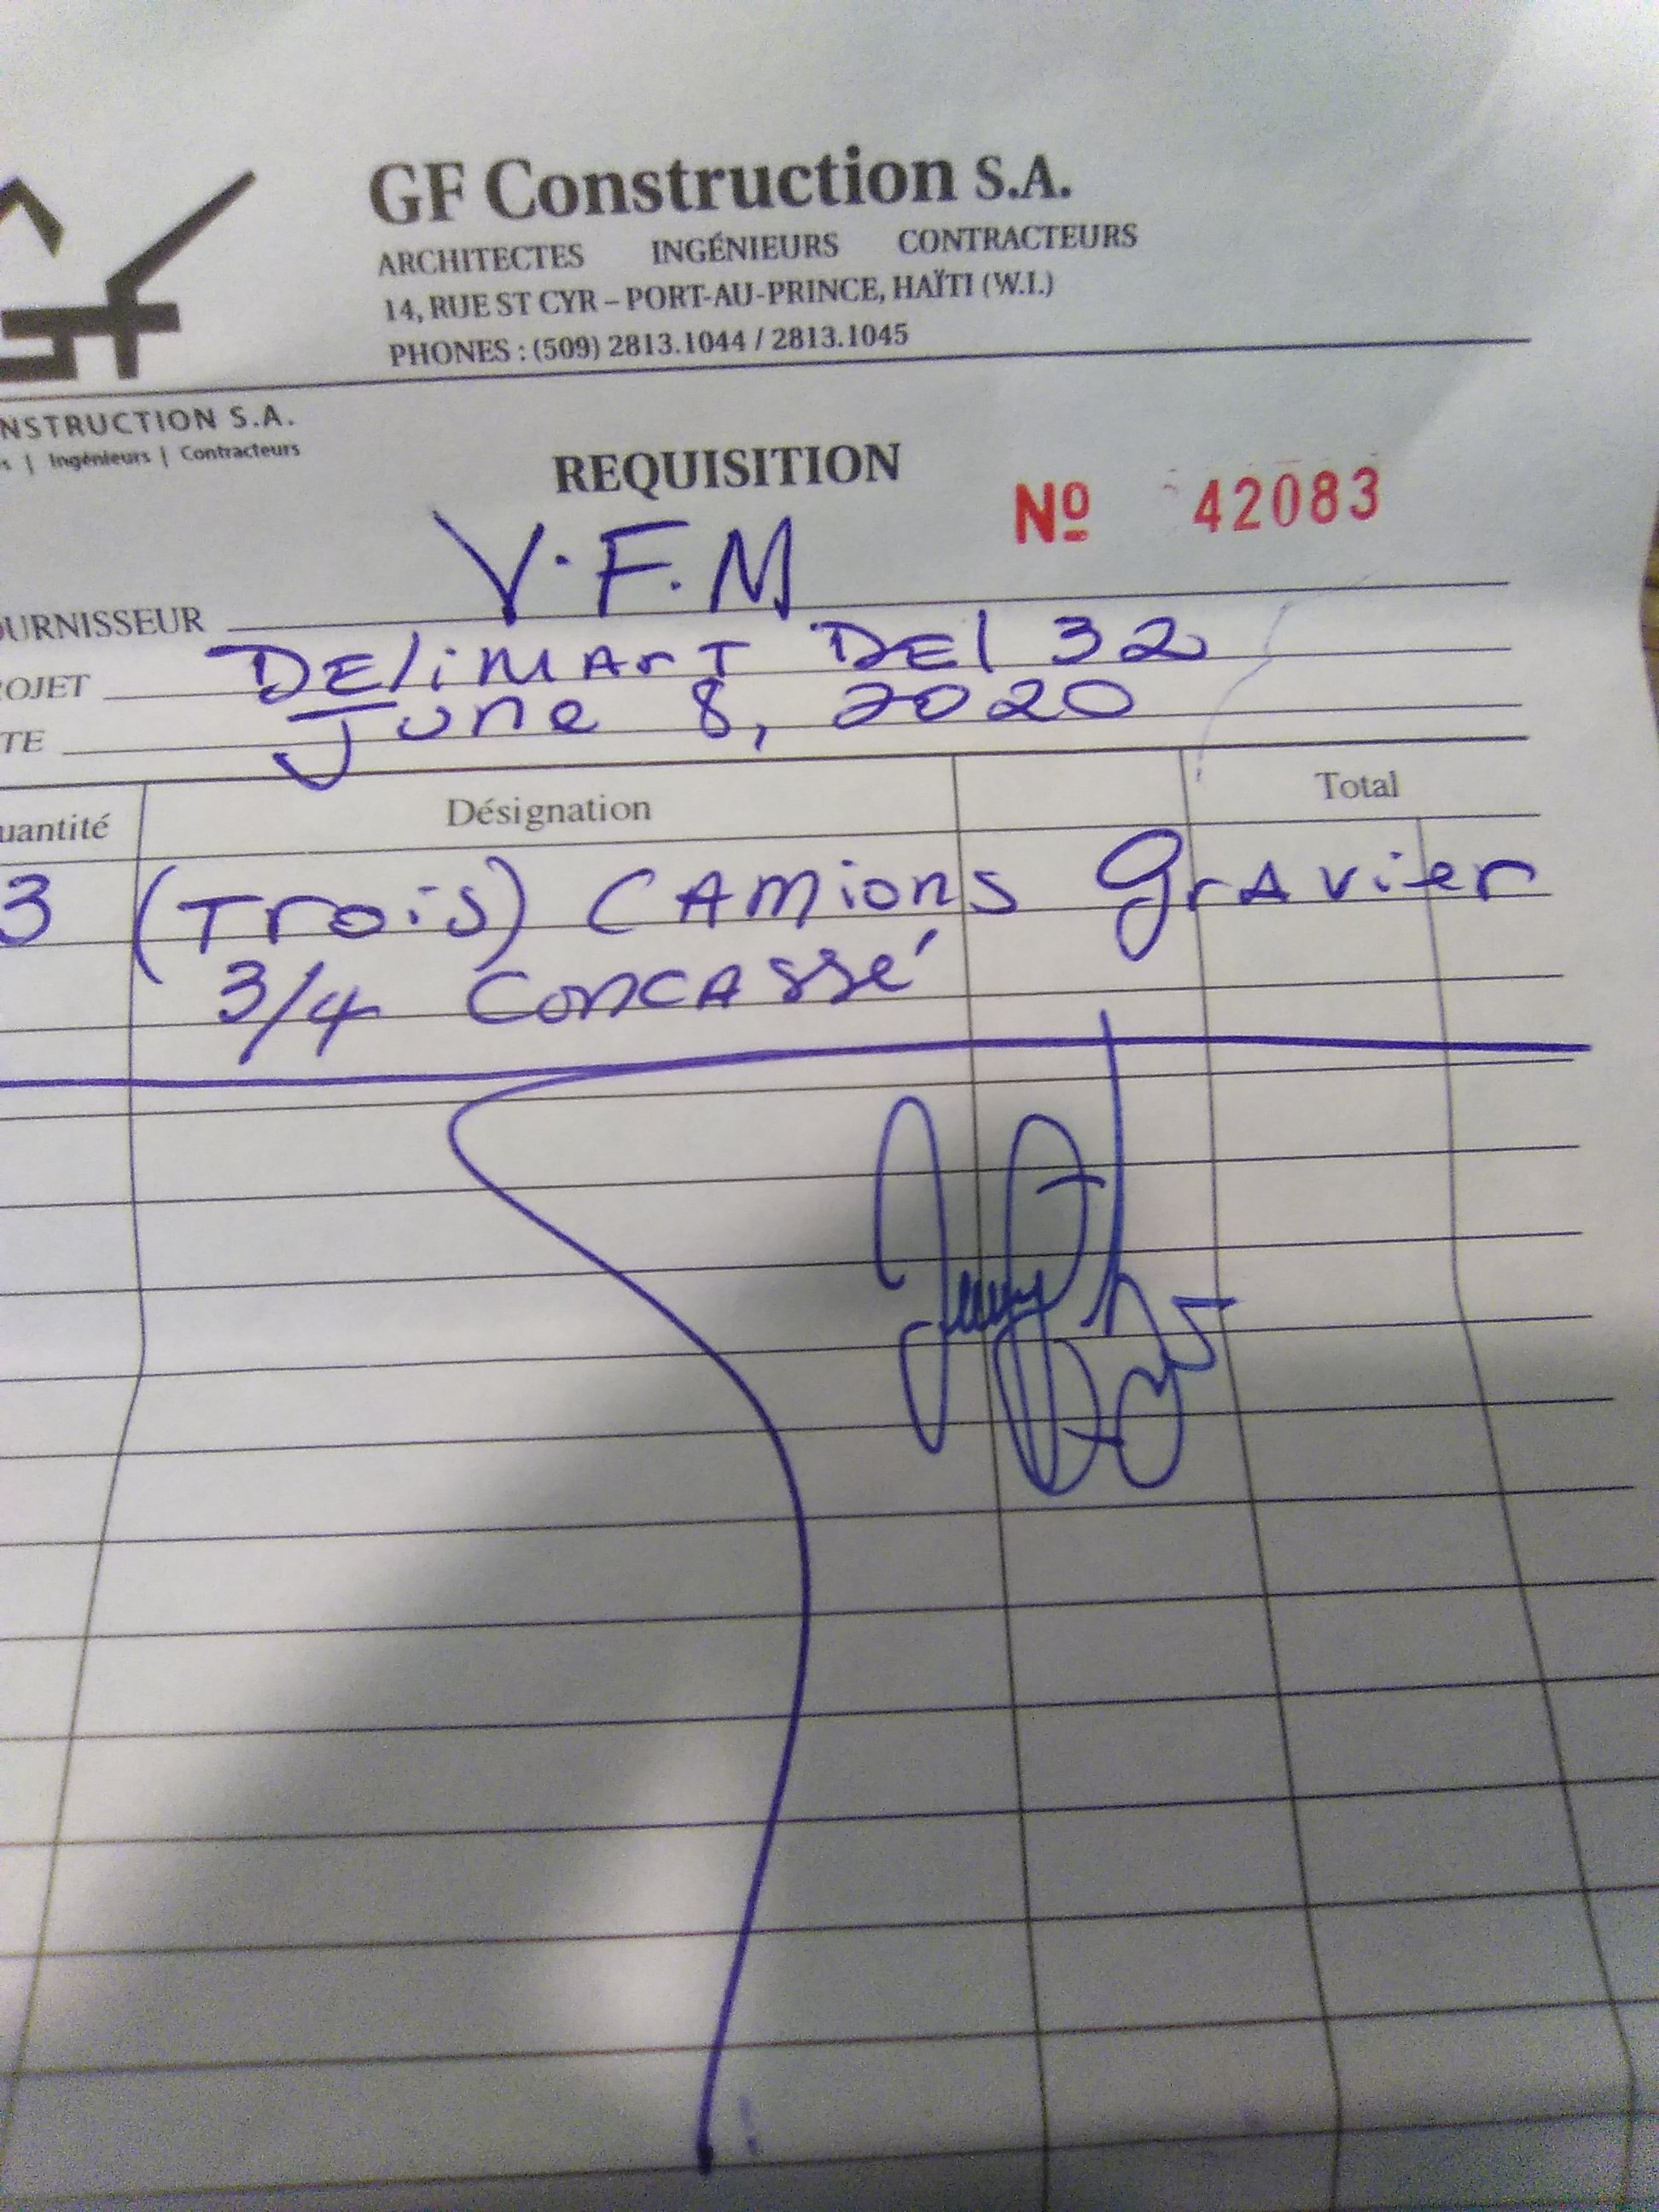 GF Construction S.A.
ARCHITECTES INGÉNIEURS CONTRACTEURS
14, RUE ST CYR – PORT-AU-PRINCE, HAÏTI (W.I.)
PHONES : (509) 2813.1044 / 2813.1045
NSTRUCTION S.A.
s | Ingénieurs | Contracteurs
REQUISITION
Nº 42083
OURNISSEUR V.F.M
OJET DElimArT DEl 32
TE June 8, 2020
uantité Désignation Total
3 (Trois) CAmions GrAvier
3/4 ConcAssé